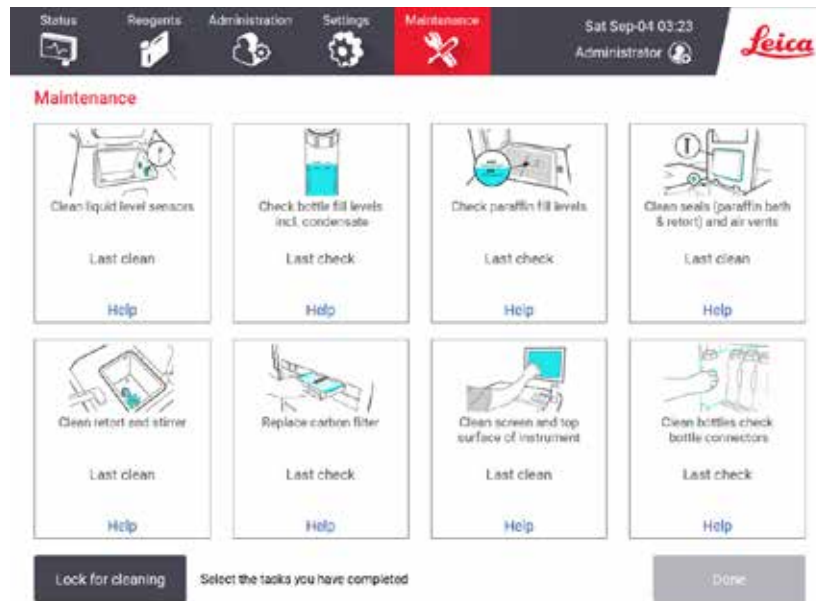 Status Reagents Administration Settings Maintenance
Sat Sep-04 03:23
Administrator
Leica
Maintenance
Clean liquid level sensors
Last clean
Help
Check bottle fill levels
incl. condensate
Last check
Help
Check paraffin fill levels
Last check
Help
Clean seals (paraffin bath
& retort) and air vents
Last clean
Help
Clean retort and stirrer
Last clean
Help
Replace carbon filter
Last check
Help
Clean screen and top
surface of instrument
Last clean
Help
Clean bottles check
bottle connectors
Last check
Help
Lock for cleaning
Select the tasks you have completed
Done